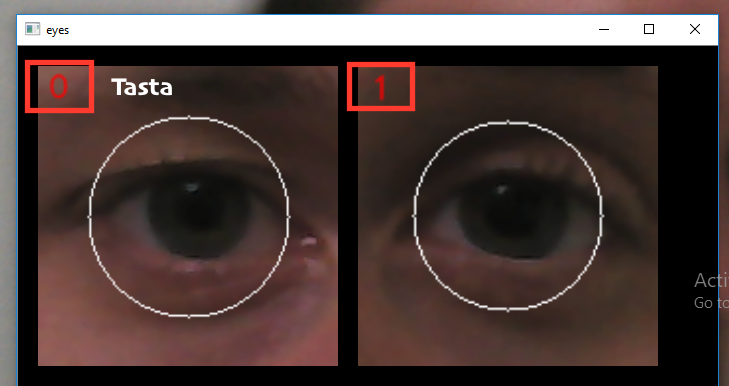 eyes
0 Tasta 1
Acti
Go to